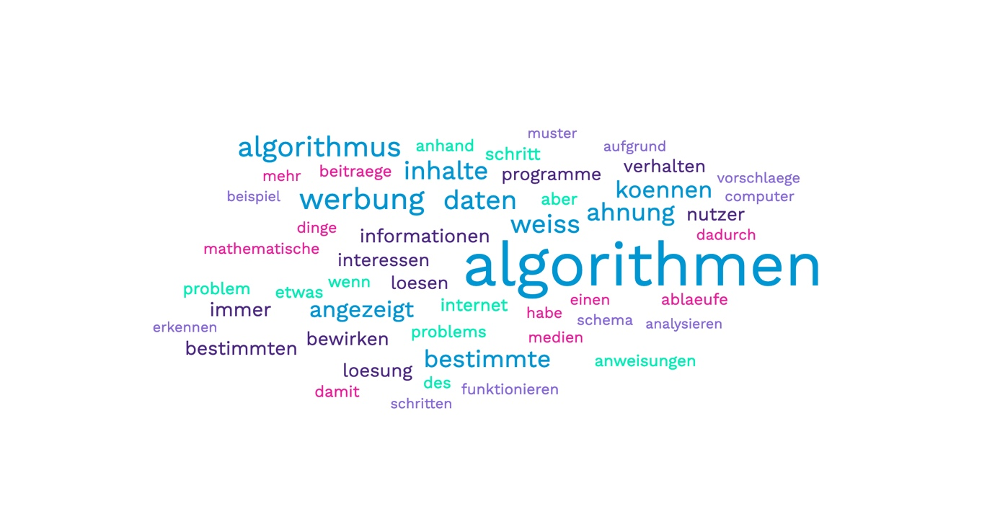 muster
algorithmus anhand schritt aufgrund
mehr beitraege inhalte programme verhalten vorschlaege
beispiel werbung daten aber koennen computer
dinge informationen weiss ahnung nutzer dadurch
mathematische interessen algorithmen
problem etwas wenn loesen
immer angezeigt internet habe einen ablaeufe
erkennen bewirken problems medien schema analysieren
bestimmten bestimmte anweisungen
loesung des funktionieren
damit schritten